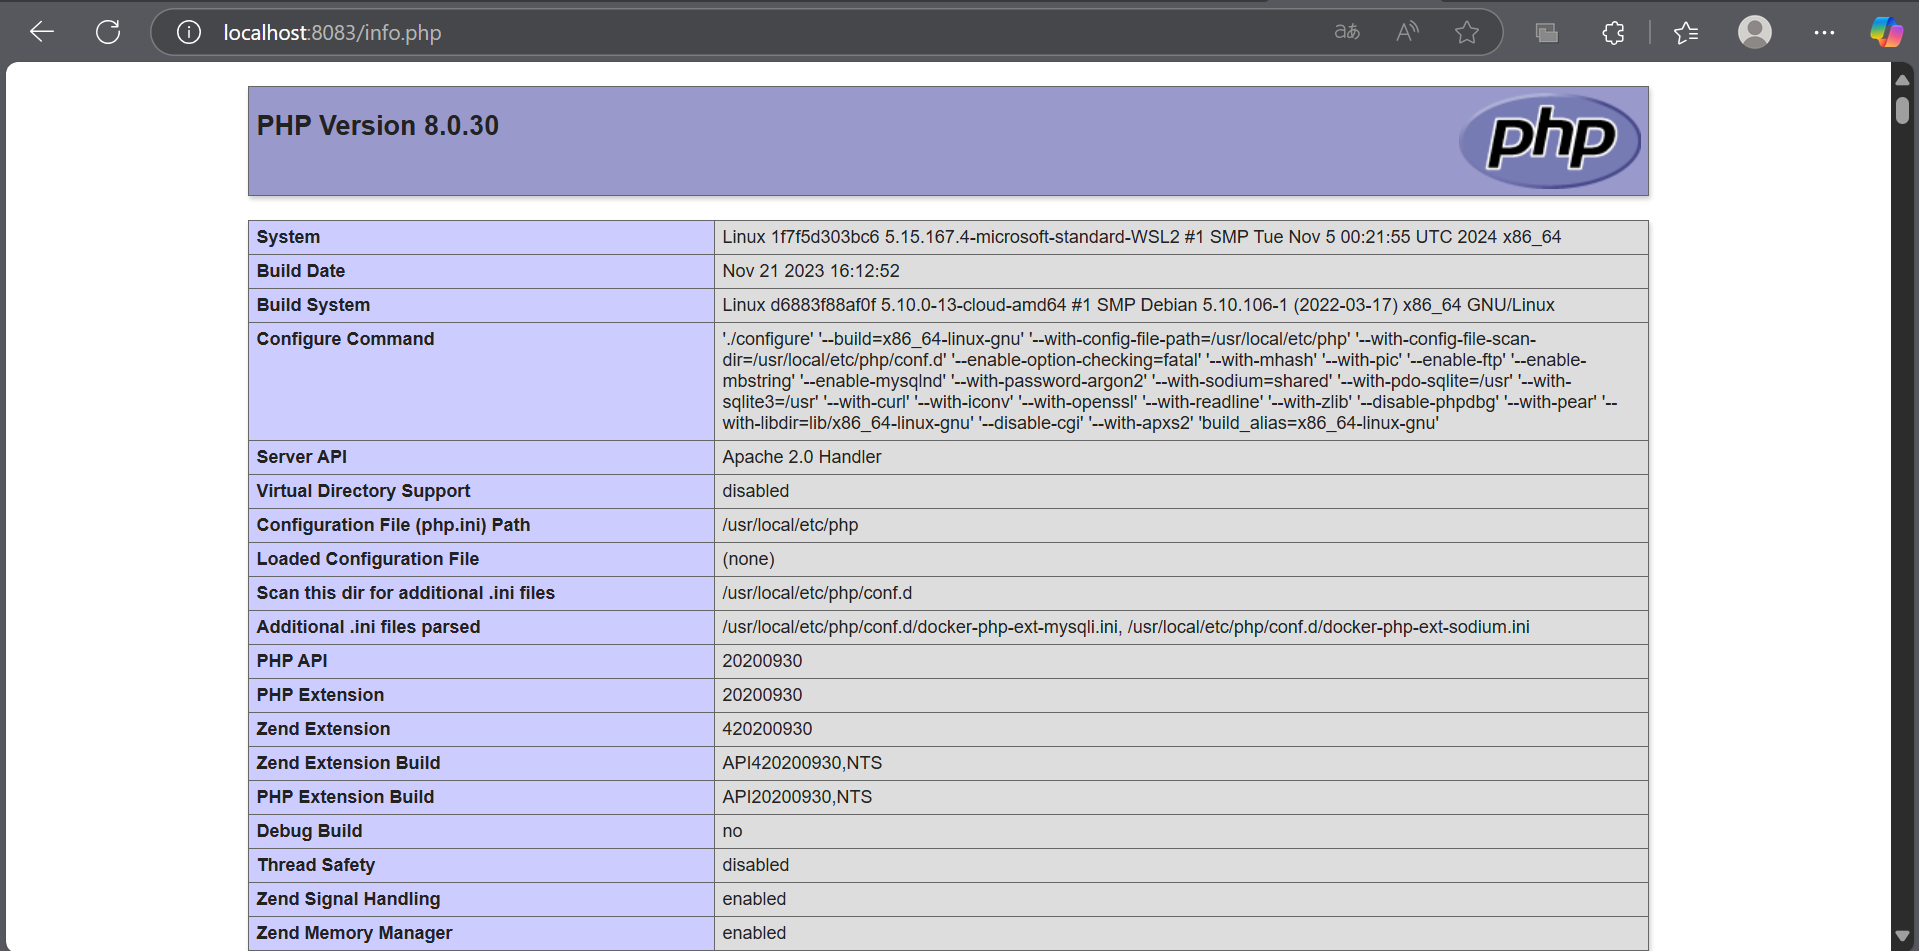 localhost:8083/info.php
aあ
A
PHP Version 8.0.30
php
System
Linux 1f7f5d303bc6 5.15.167.4-microsoft-standard-WSL2 #1 SMP Tue Nov 5 00:21:55 UTC 2024 x86_64
Build Date
Nov 21 2023 16:12:52
Build System
Linux d6883f88af0f 5.10.0-13-cloud-amd64 #1 SMP Debian 5.10.106-1 (2022-03-17) x86_64 GNU/Linux
Configure Command
'./configure' '--build=x86_64-linux-gnu' '--with-config-file-path=/usr/local/etc/php' '--with-config-file-scan-
dir=/usr/local/etc/php/conf.d' '--enable-option-checking=fatal' '--with-mhash' '--with-pic' '--enable-ftp' '--enable-
mbstring' '--enable-mysqlnd' '--with-password-argon2' '--with-sodium=shared' '--with-pdo-sqlite=/usr' '--with-
sqlite3=/usr' '--with-curl' '--with-iconv' '--with-openssl' '--with-readline' '--with-zlib' '--disable-phpdbg' '--with-pear' '--
with-libdir=lib/x86_64-linux-gnu' '--disable-cgi' '--with-apxs2' 'build_alias=x86_64-linux-gnu'
Server API
Apache 2.0 Handler
Virtual Directory Support
disabled
Configuration File (php.ini) Path
/usr/local/etc/php
Loaded Configuration File
(none)
Scan this dir for additional .ini files
/usr/local/etc/php/conf.d
Additional .ini files parsed
/usr/local/etc/php/conf.d/docker-php-ext-mysqli.ini, /usr/local/etc/php/conf.d/docker-php-ext-sodium.ini
PHP API
20200930
PHP Extension
20200930
Zend Extension
420200930
Zend Extension Build
API420200930,NTS
PHP Extension Build
API20200930,NTS
Debug Build
no
Thread Safety
disabled
Zend Signal Handling
enabled
Zend Memory Manager
enabled